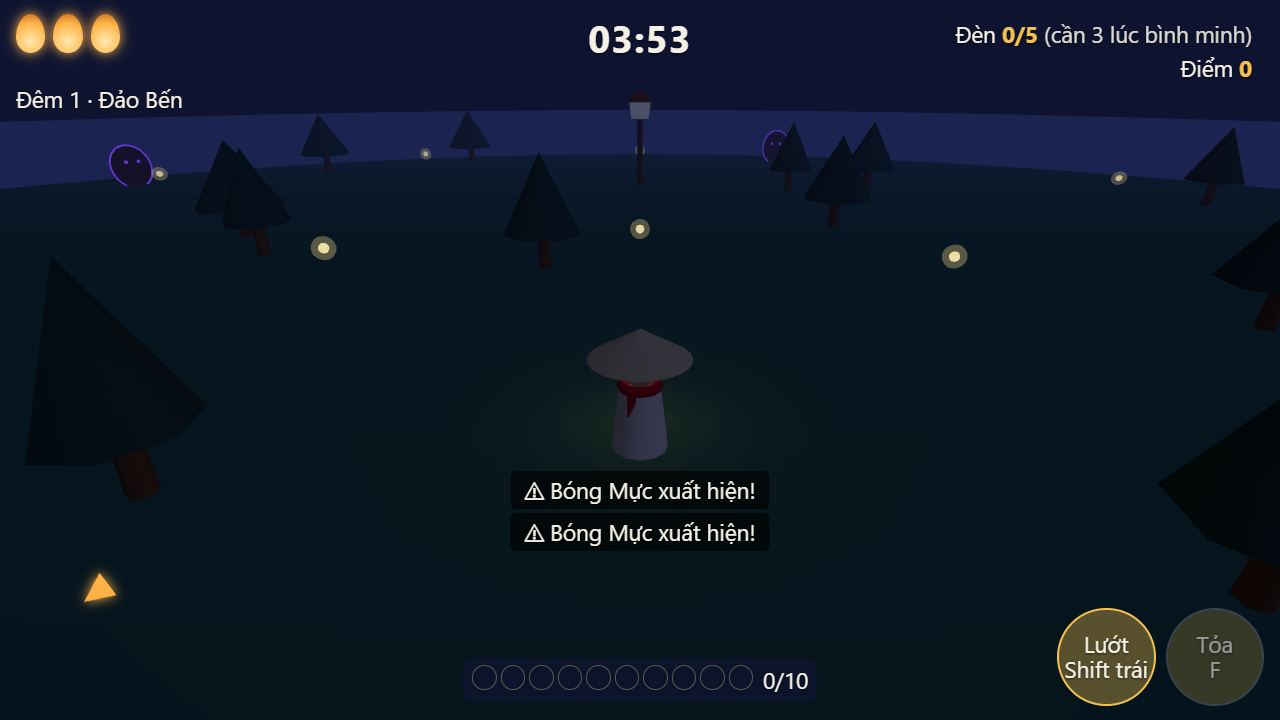 03:53
Đèn 0/5 (cần 3 lúc bình minh)
Điểm 0
Đêm 1 · Đảo Bến
⚠ Bóng Mực xuất hiện!
⚠ Bóng Mực xuất hiện!
Lướt
Shift trái
Tỏa
F
0/10